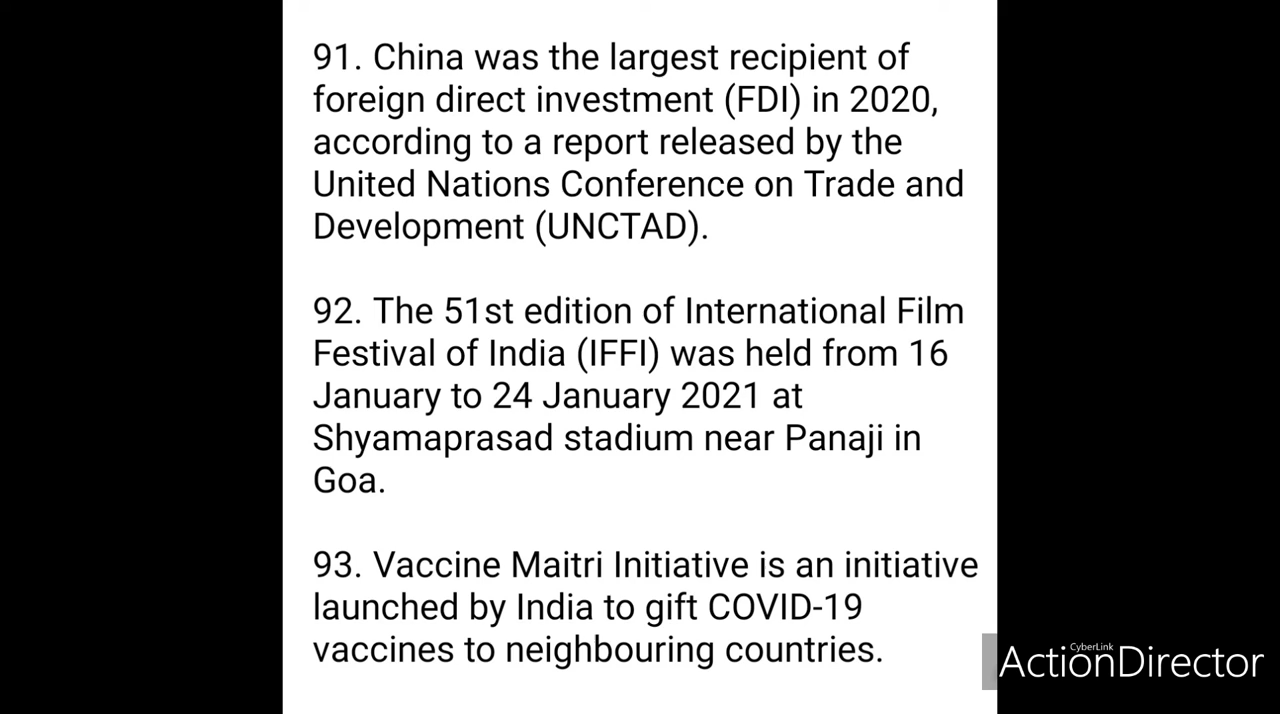 91. China was the largest recipient of
foreign direct investment (FDI) in 2020,
according to a report released by the
United Nations Conference on Trade and
Development (UNCTAD).
92. The 51st edition of International Film
Festival of India (IFFI) was held from 16
January to 24 January 2021 at
Shyamaprasad stadium near Panaji in
Goa.
93. Vaccine Maitri Initiative is an initiative
launched by India to gift COVID-19
vaccines to neighbouring countries.
CyberLink
ActionDirector